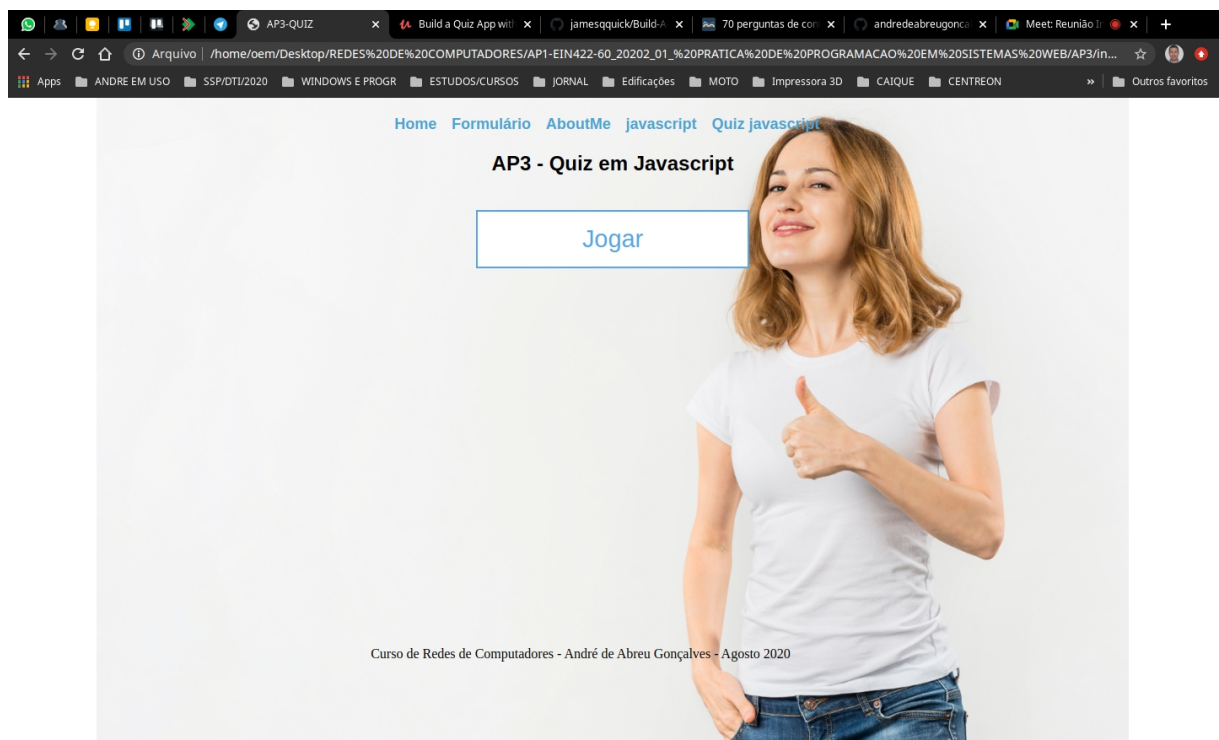 AP3-QUIZ
Build a Quiz App with
jamesqquick/Build-A
70 perguntas de con
andredeabreugonca
Meet: Reunião Ir
Arquivo | /home/oem/Desktop/REDES%20DE%20COMPUTADORES/AP1-EIN422-60_20202_01_%20PRATICA%20DE%20PROGRAMACAO%20EM%20SISTEMAS%20WEB/AP3/in...
Apps ANDRE EM USO SSP/DTI/2020 WINDOWS E PROGR ESTUDOS/CURSOS JORNAL Edificações MOTO Impressora 3D CAIQUE CENTREON » Outros favoritos
Home Formulário AboutMe javascript Quiz javascript
AP3 - Quiz em Javascript
Jogar
Curso de Redes de Computadores - André de Abreu Gonçalves - Agosto 2020